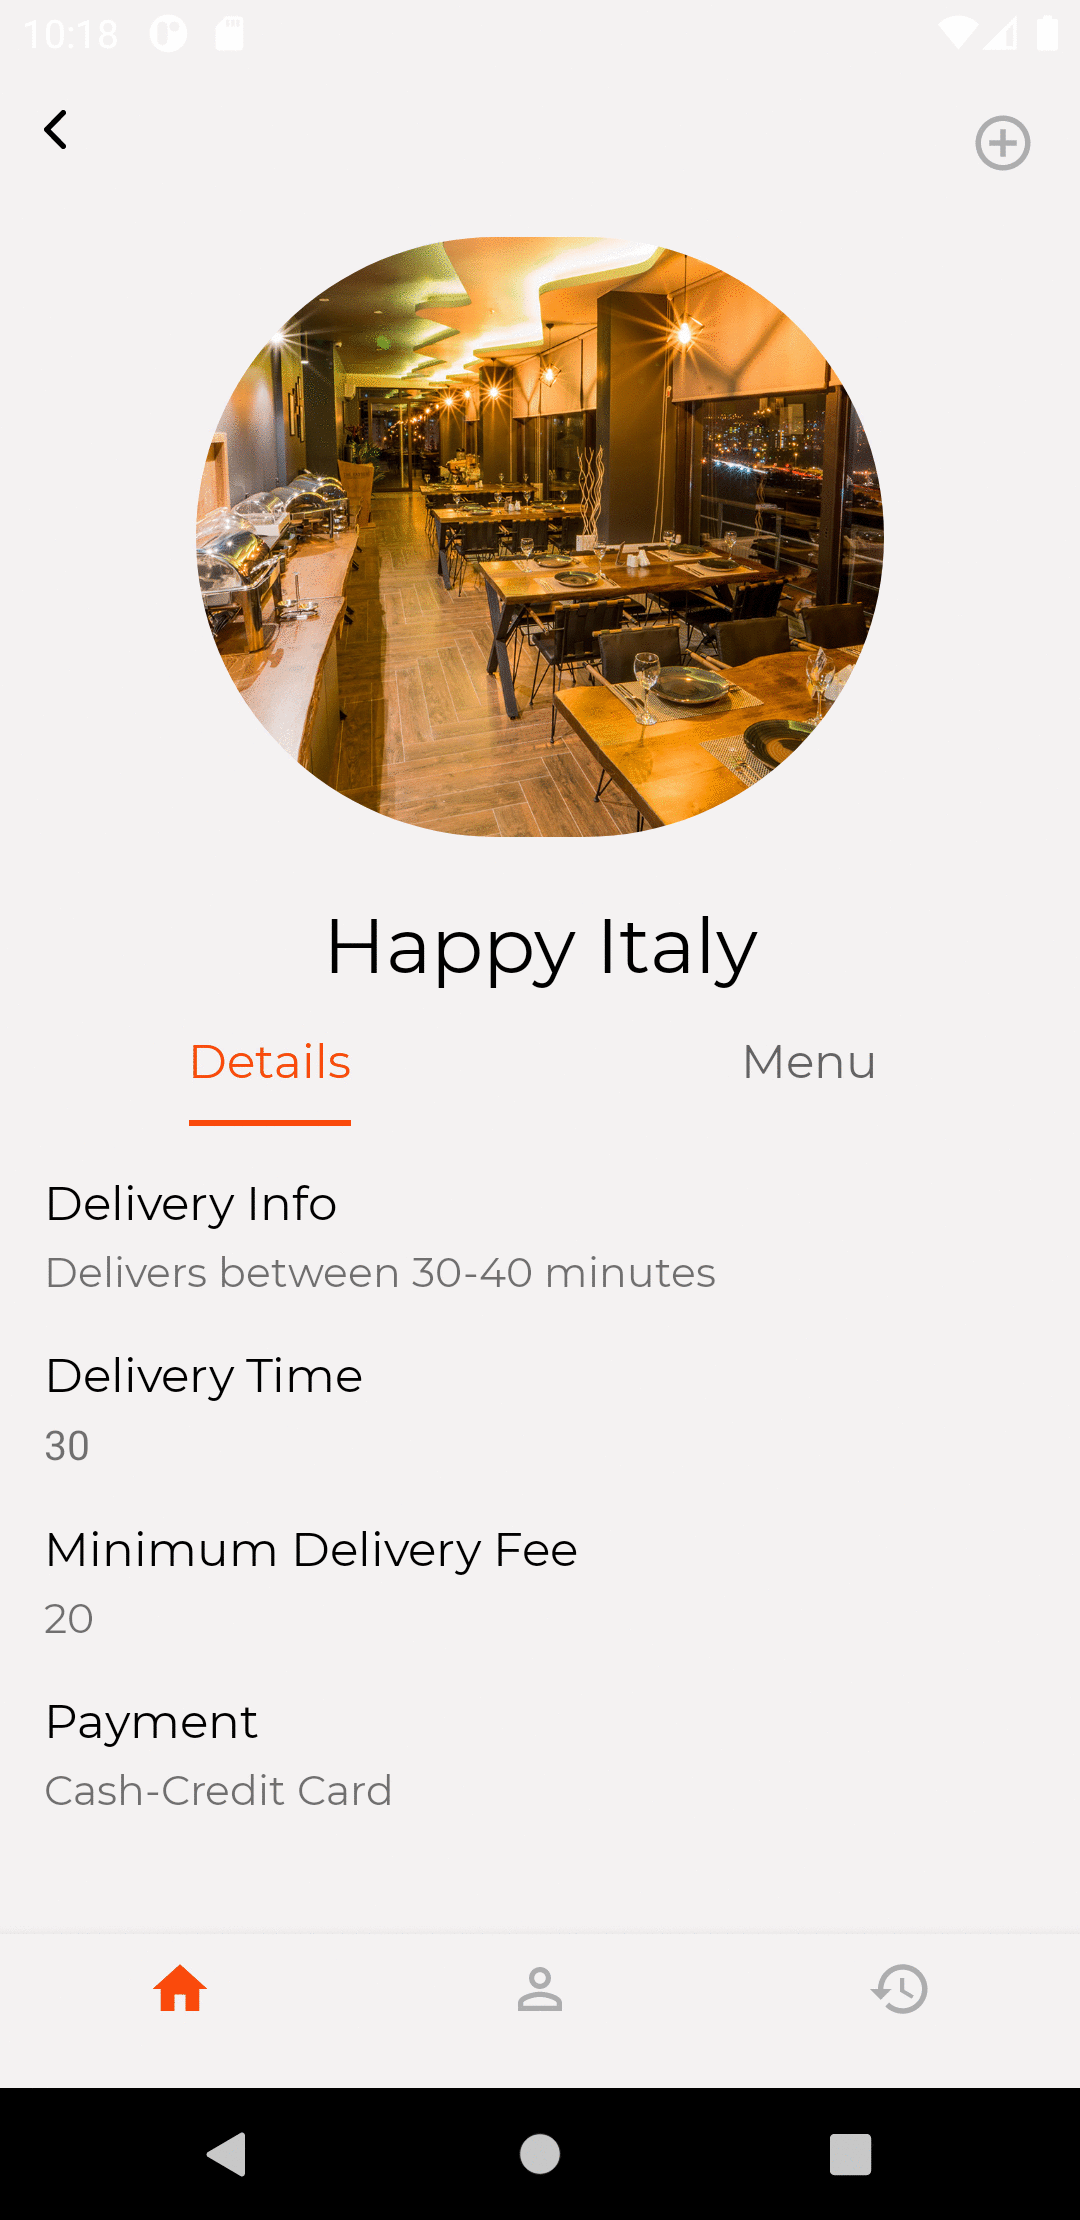 10:18
Happy Italy
Details
Menu
Delivery Info
Delivers between 30-40 minutes
Delivery Time
30
Minimum Delivery Fee
20
Payment
Cash-Credit Card